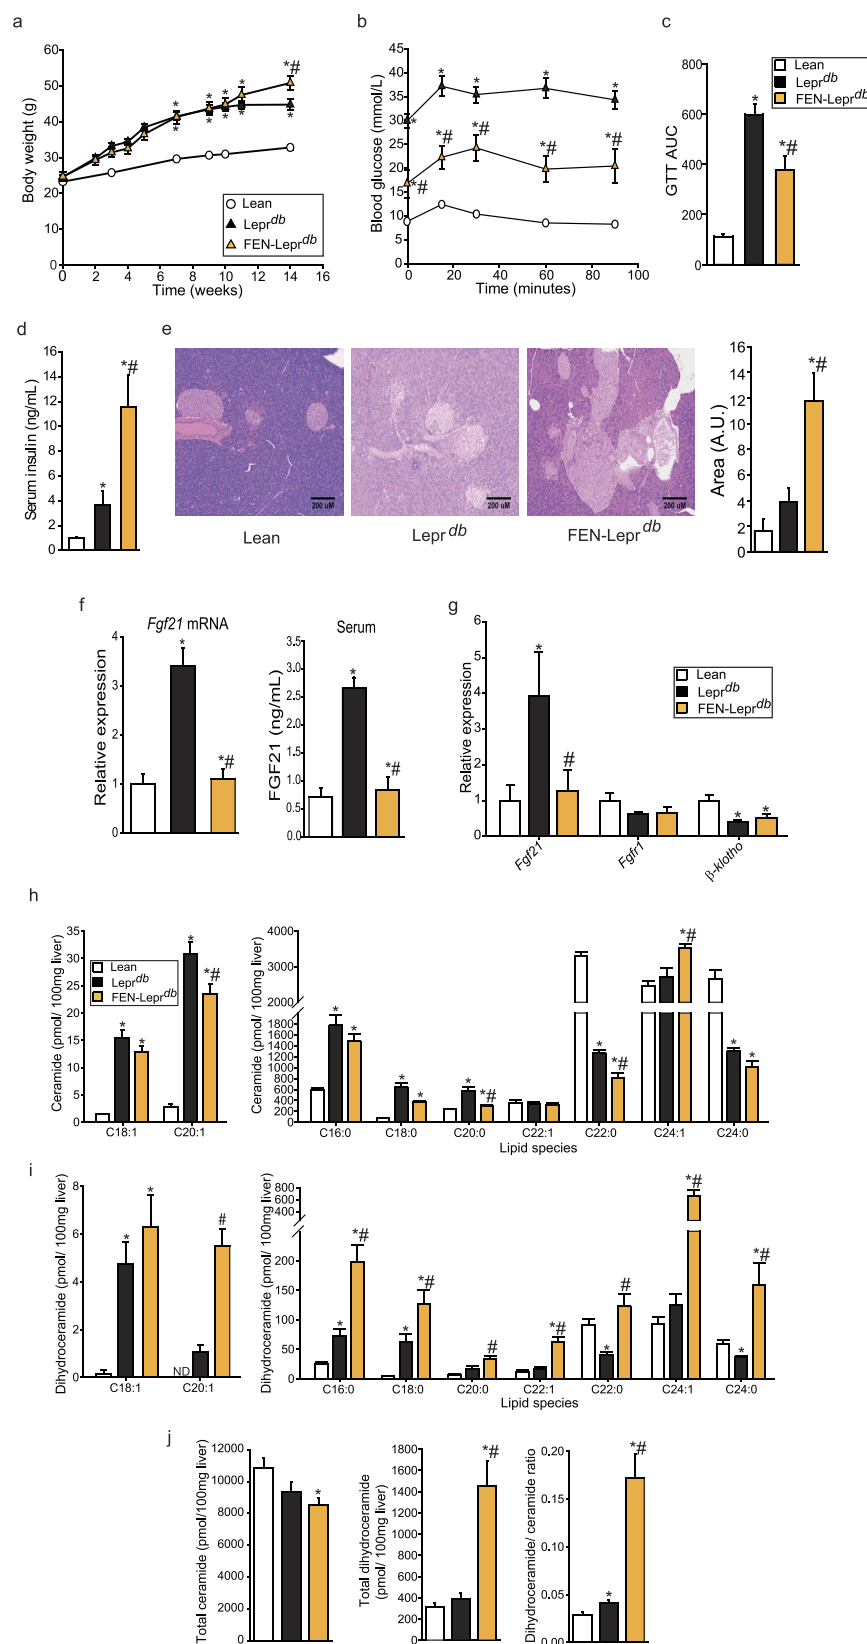 a
Body weight (g)
60
50
40
30
20
10
0
0 2 4 6 8 10 12 14 16
Time (weeks)
* * * * *#
* * * * *
Lean
Lepr^db
FEN-Lepr^db
b
Blood glucose (mmol/L)
45
40
35
30
25
20
15
10
5
0
0 20 40 60 80 100
Time (minutes)
* * * * *
*# *# *# *# *#
c
GTT AUC
800
600
400
200
0
*
*#
Lean
Lepr^db
FEN-Lepr^db
d
Serum insulin (ng/mL)
16
14
12
10
8
6
4
2
0
*
*#
e
200 uM
200 uM
200 uM
Lean
Lepr^db
FEN-Lepr^db
Area (A.U.)
16
14
12
10
8
6
4
2
0
*#
f
Fgf21 mRNA
Relative expression
4
3
2
1
0
*
*#
Serum
FGF21 (ng/mL)
3.5
3.0
2.5
2.0
1.5
1.0
0.5
0.0
*
*#
g
Relative expression
6
4
2
1
0
*
#
* *
Fgf21 Fgfr1 β-klotho
Lean
Lepr^db
FEN-Lepr^db
h
Ceramide (pmol/ 100mg liver)
35
30
25
20
15
10
5
0
Lean
Lepr^db
FEN-Lepr^db
* * * *#
C18:1 C20:1
Ceramide (pmol/ 100mg liver)
4000
3000
2000
1800
1600
1400
1200
1000
800
600
400
200
0
* * * * * *# * *# *# * *
C16:0 C18:0 C20:0 C22:1 C22:0 C24:1 C24:0
Lipid species
i
Dihydroceramide (pmol/ 100mg liver)
8
6
4
2
0
* * #
ND
C18:1 C20:1
Dihydroceramide (pmol/ 100mg liver)
800
600
400
200
150
100
50
0
* *# * *# # *# * # *# * *#
C16:0 C18:0 C20:0 C22:1 C22:0 C24:1 C24:0
Lipid species
j
Total ceramide (pmol/100mg liver)
12000
10000
8000
6000
4000
2000
0
*
Total dihydroceramide
(pmol/ 100mg liver)
1800
1600
1400
1200
1000
800
600
400
200
0
*#
Dihydroceramide/ ceramide ratio
0.20
0.15
0.10
0.05
0.00
*
*#